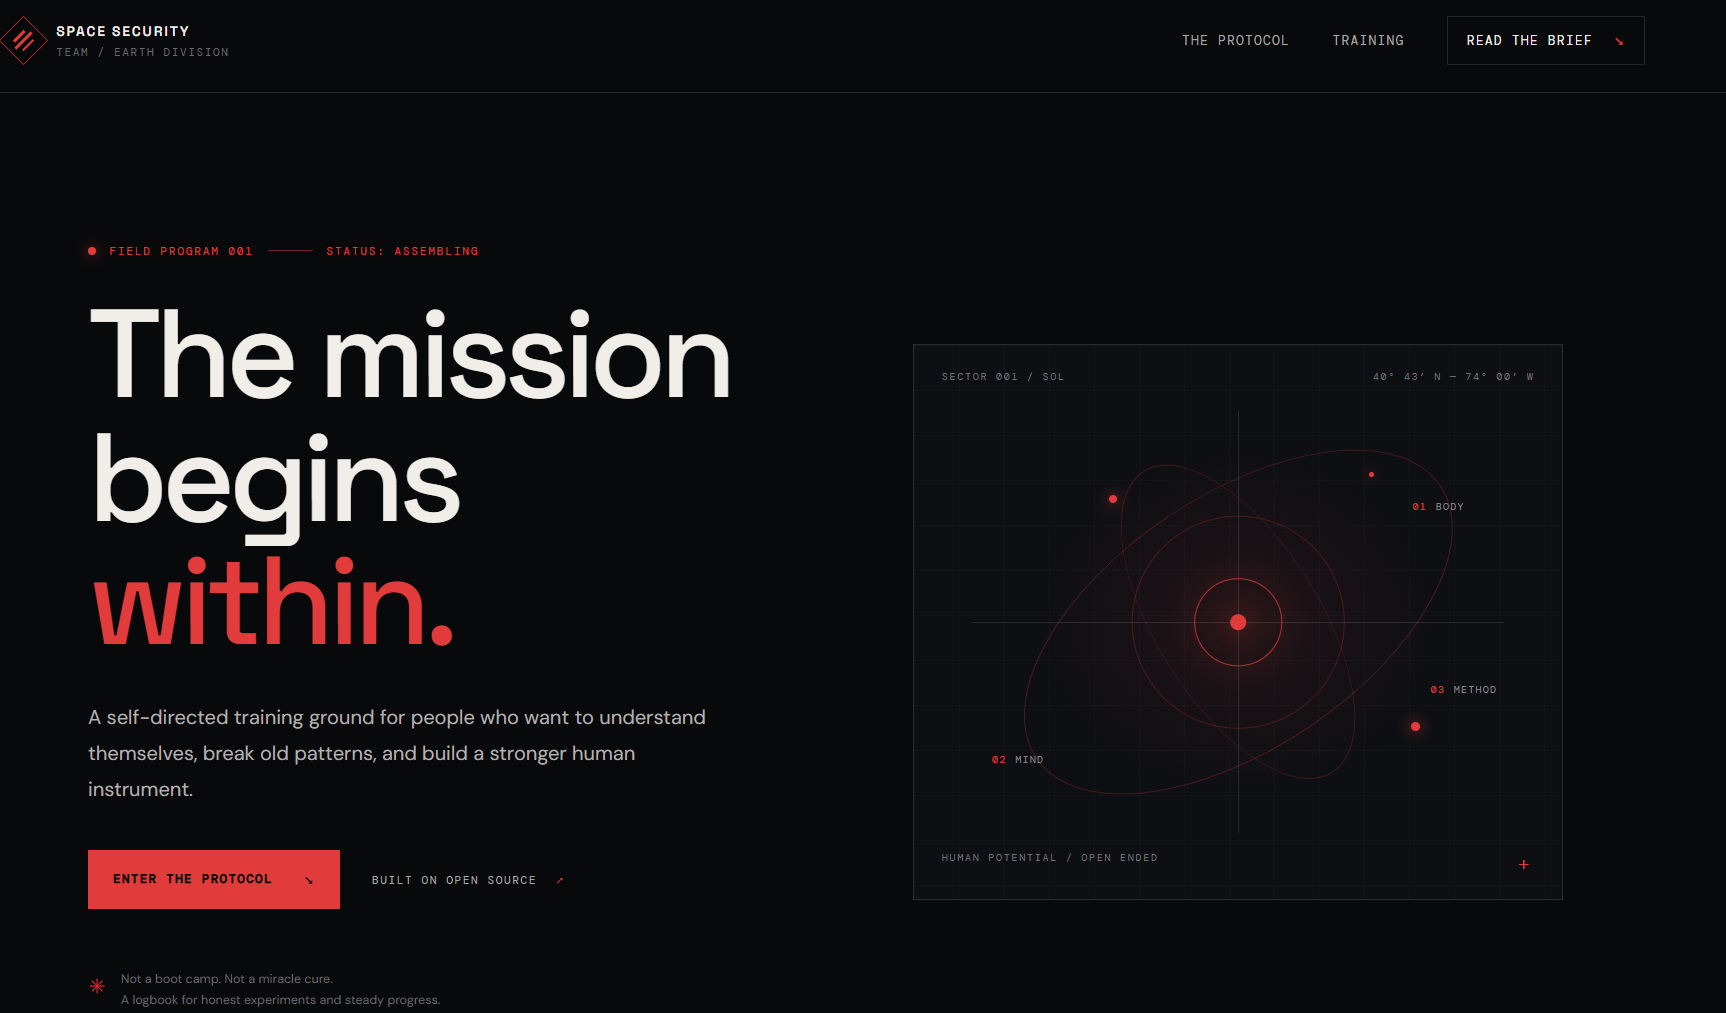 SPACE SECURITY
TEAM / EARTH DIVISION
THE PROTOCOL
TRAINING
READ THE BRIEF ↘
FIELD PROGRAM 001
STATUS: ASSEMBLING
The mission
begins
within.
A self-directed training ground for people who want to understand
themselves, break old patterns, and build a stronger human
instrument.
ENTER THE PROTOCOL ↘
BUILT ON OPEN SOURCE ↗
Not a boot camp. Not a miracle cure.
A logbook for honest experiments and steady progress.
SECTOR 001 / SOL
40° 43′ N — 74° 00′ W
01 BODY
03 METHOD
02 MIND
HUMAN POTENTIAL / OPEN ENDED
+